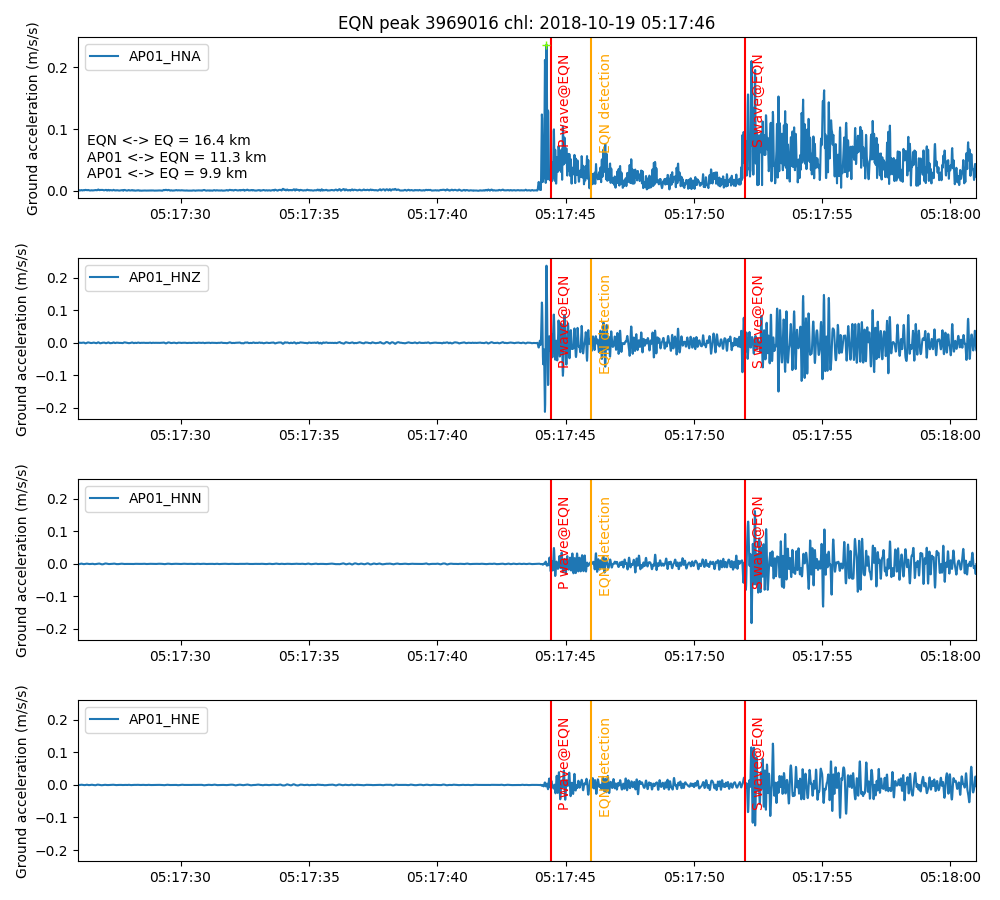 EQN peak 3969016 chl: 2018-10-19 05:17:46
Ground acceleration (m/s/s)
0.2
0.1
0.0
AP01_HNA
EQN <-> EQ = 16.4 km
AP01 <-> EQN = 11.3 km
AP01 <-> EQ = 9.9 km
P wave@EQN
EQN detection
S wave@EQN
05:17:30 05:17:35 05:17:40 05:17:45 05:17:50 05:17:55 05:18:00
Ground acceleration (m/s/s)
0.2
0.1
0.0
−0.1
−0.2
AP01_HNZ
P wave@EQN
EQN detection
S wave@EQN
05:17:30 05:17:35 05:17:40 05:17:45 05:17:50 05:17:55 05:18:00
Ground acceleration (m/s/s)
0.2
0.1
0.0
−0.1
−0.2
AP01_HNN
P wave@EQN
EQN detection
S wave@EQN
05:17:30 05:17:35 05:17:40 05:17:45 05:17:50 05:17:55 05:18:00
Ground acceleration (m/s/s)
0.2
0.1
0.0
−0.1
−0.2
AP01_HNE
P wave@EQN
EQN detection
S wave@EQN
05:17:30 05:17:35 05:17:40 05:17:45 05:17:50 05:17:55 05:18:00